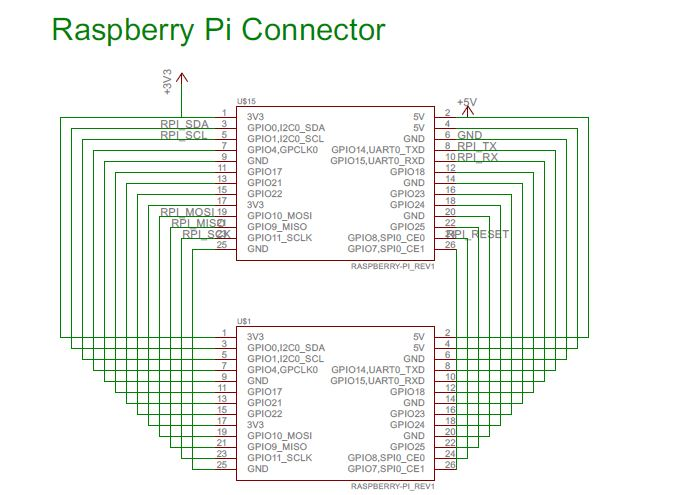 Raspberry Pi Connector
+3V3
U$15
+5V
1 3V3 5V 2
RPI_SDA 3 GPIO0,I2C0_SDA 5V 4
RPI_SCL 5 GPIO1,I2C0_SCL GND 6 GND
7 GPIO4,GPCLK0 GPIO14,UART0_TXD 8 RPI_TX
9 GND GPIO15,UART0_RXD 10 RPI_RX
11 GPIO17 GPIO18 12
13 GPIO21 GND 14
15 GPIO22 GPIO23 16
17 3V3 GPIO24 18
RPI_MOSI 19 GPIO10_MOSI GND 20
RPI_MISO 21 GPIO9_MISO GPIO25 22
RPI_SCK 23 GPIO11_SCLK GPIO8,SPI0_CE0 24 RPI_RESET
25 GND GPIO7,SPI0_CE1 26
RASPBERRY-PI_REV1
U$1
1 3V3 5V 2
3 GPIO0,I2C0_SDA 5V 4
5 GPIO1,I2C0_SCL GND 6
7 GPIO4,GPCLK0 GPIO14,UART0_TXD 8
9 GND GPIO15,UART0_RXD 10
11 GPIO17 GPIO18 12
13 GPIO21 GND 14
15 GPIO22 GPIO23 16
17 3V3 GPIO24 18
19 GPIO10_MOSI GND 20
21 GPIO9_MISO GPIO25 22
23 GPIO11_SCLK GPIO8,SPI0_CE0 24
25 GND GPIO7,SPI0_CE1 26
RASPBERRY-PI_REV1